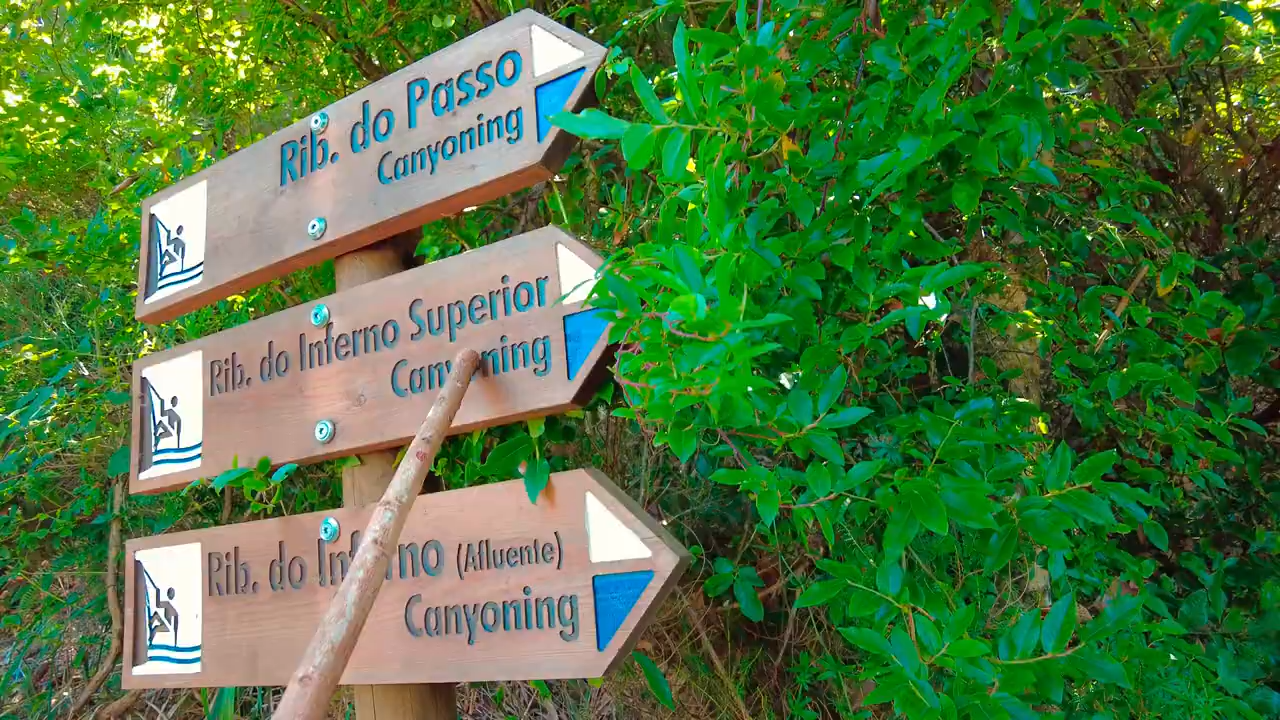 Rib. do Passo
Canyoning
Rib. do Inferno Superior
Canyoning
Rib. do Inferno (Afluente)
Canyoning